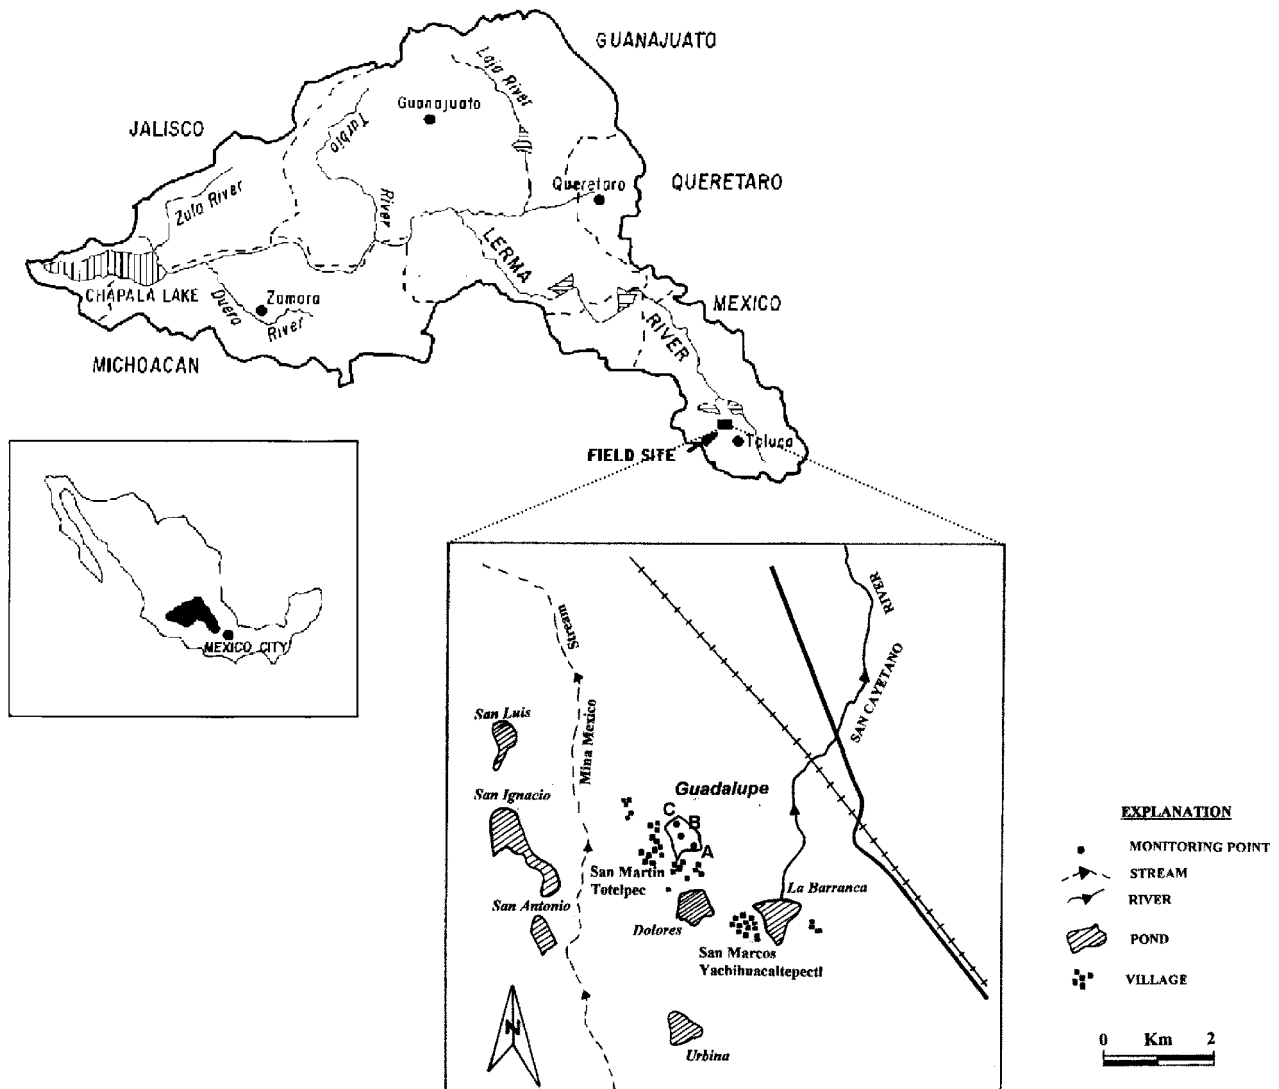 GUANAJUATO
Laja River
Guanajuato
Turbio
River
JALISCO
Queretaro
QUERETARO
Zula River
LERMA
RIVER
CHAPALA LAKE
Zamora
Duero
River
MEXICO
MICHOACAN
Toluca
FIELD SITE
MEXICO CITY
RIVER
SAN CAYETANO
Stream
Mina Mexico
San Luis
San Ignacio
Guadalupe
C
B
A
San Martin
Totelpec
La Barranca
San Antonio
Dolores
San Marcos
Yachihuacaltepectl
N
Urbina
EXPLANATION
MONITORING POINT
STREAM
RIVER
POND
VILLAGE
0 Km 2